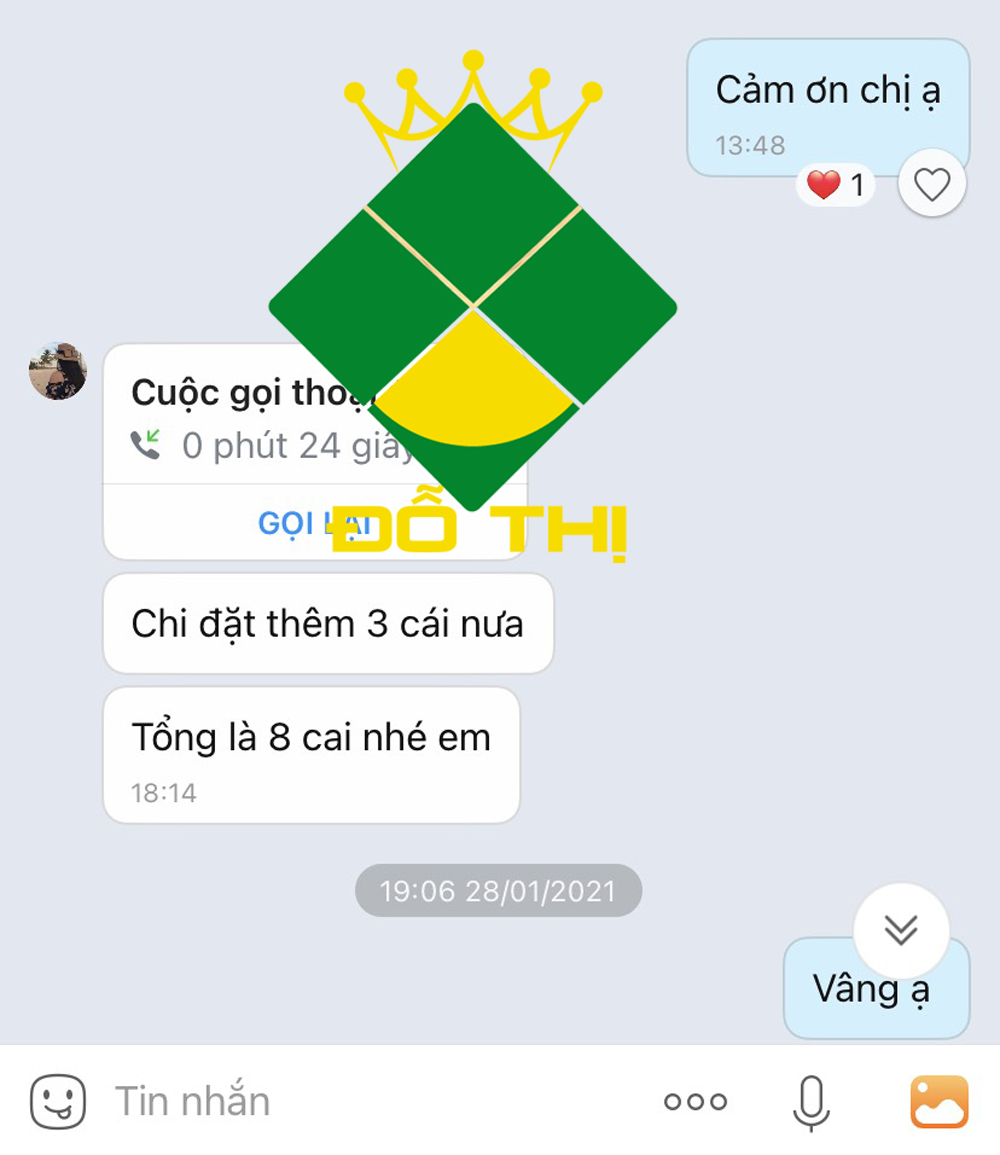 Cảm ơn chị ạ
13:48
1
Cuộc gọi thoại
0 phút 24 giây
GỌI LẠI
ĐỖ THỊ
Chi đặt thêm 3 cái nưa
Tổng là 8 cai nhé em
18:14
19:06 28/01/2021
Vâng ạ
Tin nhắn